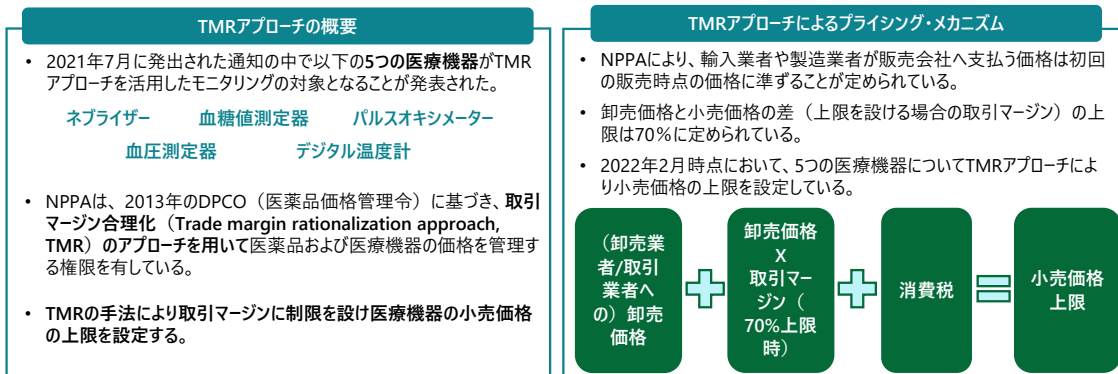 TMRアプローチの概要
• 2021年7月に発出された通知の中で以下の5つの医療機器がTMR
アプローチを活用したモニタリングの対象となることが発表された。
ネブライザー 血糖値測定器 パルスオキシメーター
血圧測定器 デジタル温度計
• NPPAは、2013年のDPCO（医薬品価格管理令）に基づき、取引
マージン合理化（Trade margin rationalization approach,
TMR）のアプローチを用いて医薬品および医療機器の価格を管理す
る権限を有している。
• TMRの手法により取引マージンに制限を設け医療機器の小売価格
の上限を設定する。
TMRアプローチによるプライシング・メカニズム
• NPPAにより、輸入業者や製造業者が販売会社へ支払う価格は初回
の販売時点の価格に準ずることが定められている。
• 卸売価格と小売価格の差（上限を設ける場合の取引マージン）の上
限は70％に定められている。
• 2022年2月時点において、5つの医療機器についてTMRアプローチによ
り小売価格の上限を設定している。
（卸売業
者/取引
業者へ
の）卸売
価格
卸売価格
X
取引マー
ジン（
70%上限
時）
消費税
小売価格
上限